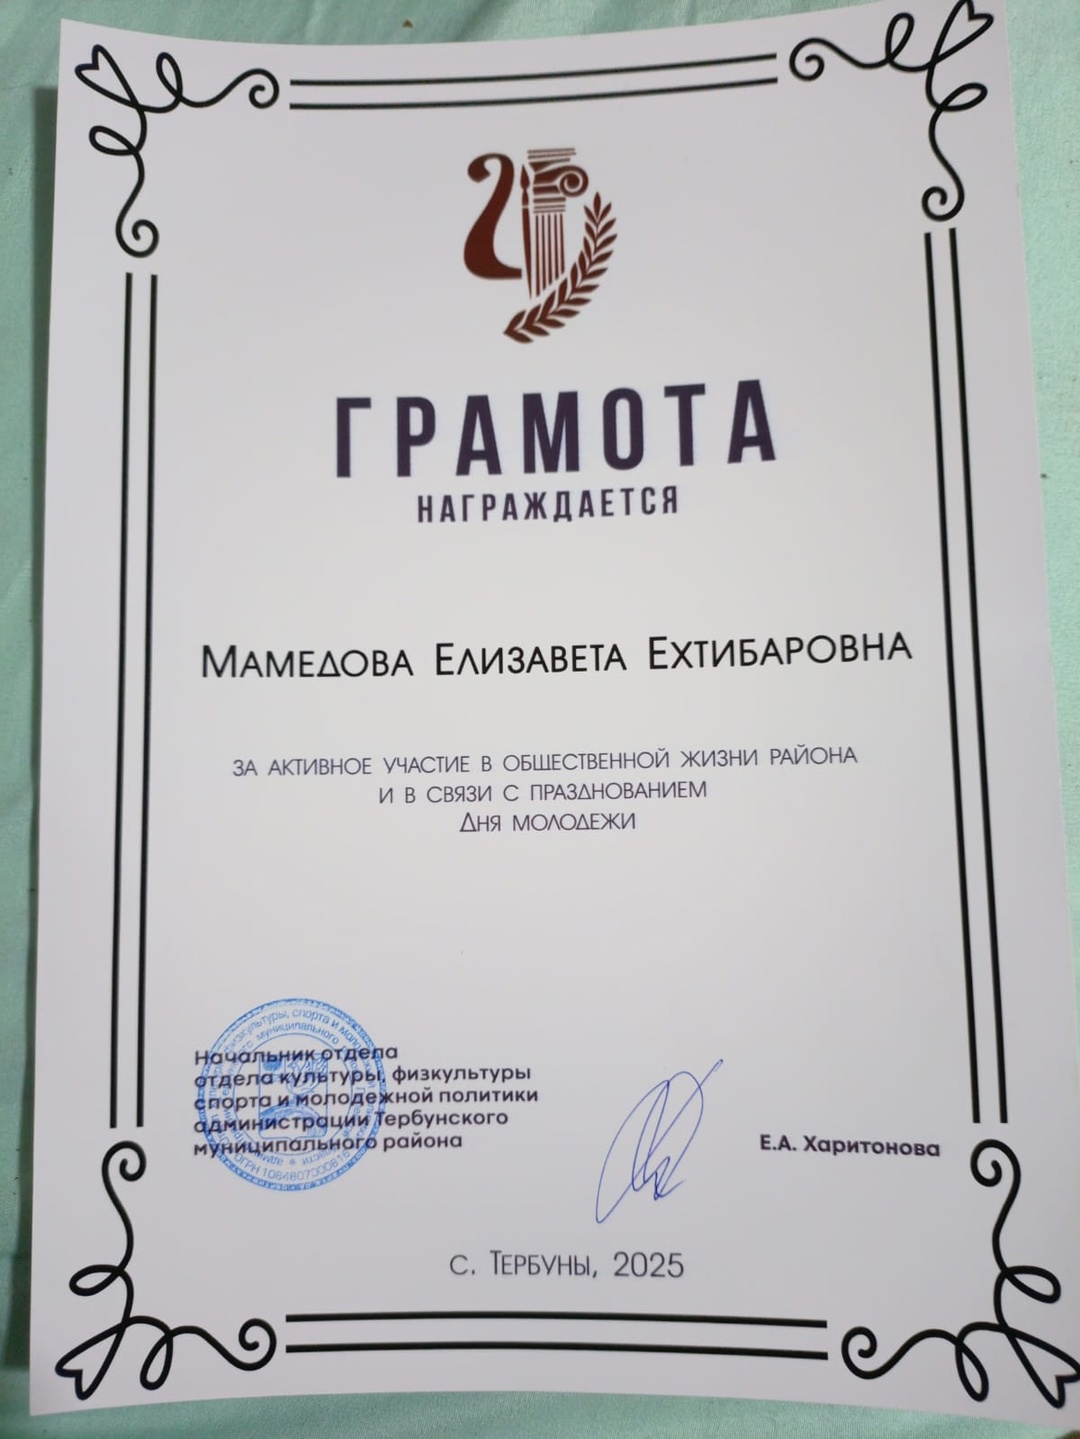 ГРАМОТА
НАГРАЖДАЕТСЯ
МАМЕДОВА ЕЛИЗАВЕТА ЕХТИБАРОВНА
ЗА АКТИВНОЕ УЧАСТИЕ В ОБЩЕСТВЕННОЙ ЖИЗНИ РАЙОНА
И В СВЯЗИ С ПРАЗДНОВАНИЕМ
ДНЯ МОЛОДЕЖИ
Начальник отдела
отдела культуры, физкультуры
спорта и молодежной политики
администрации Тербунского
муниципального района
Е.А. Харитонова
с. ТЕРБУНЫ, 2025